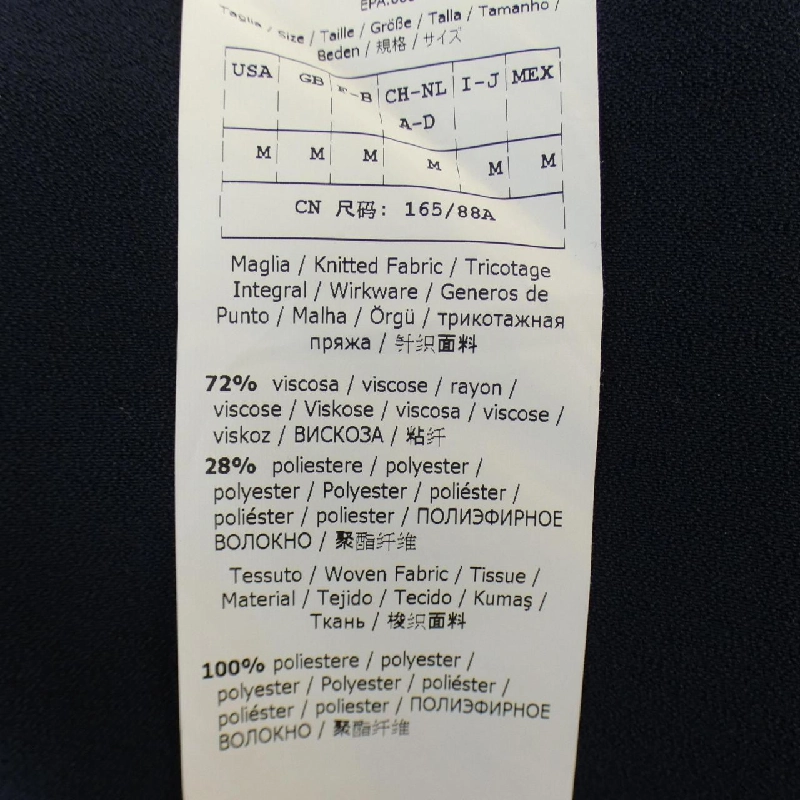 Taglia / Size / Taille / Größe / Talla / Tamanho /
Beden / 規格 / サイズ
USA GB F-B CH-NL I-J MEX
A-D
M M M M M M
CN 尺码: 165/88A
Maglia / Knitted Fabric / Tricotage
Integral / Wirkware / Generos de
Punto / Malha / Örgü / трикотажная
пряжа / 针织面料
72% viscosa / viscose / rayon /
viscose / Viskose / viscosa / viscose /
viskoz / ВИСКОЗА / 粘纤
28% poliestere / polyester /
polyester / Polyester / poliéster /
poliéster / poliester / ПОЛИЭФИРНОЕ
ВОЛОКНО / 聚酯纤维
Tessuto / Woven Fabric / Tissue /
Material / Tejido / Tecido / Kumaş /
Ткань / 梭织面料
100% poliestere / polyester /
polyester / Polyester / poliéster /
poliéster / poliester / ПОЛИЭФИРНОЕ
ВОЛОКНО / 聚酯纤维